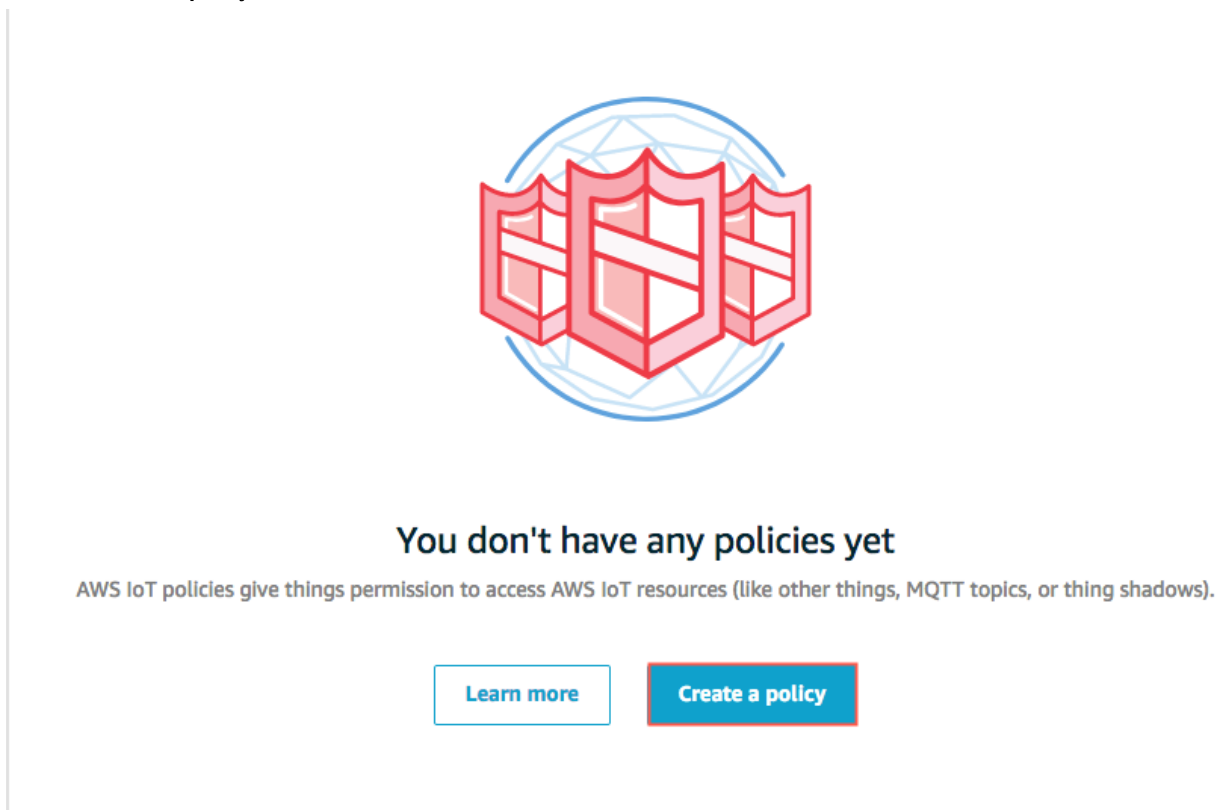 You don't have any policies yet
AWS IoT policies give things permission to access AWS IoT resources (like other things, MQTT topics, or thing shadows).
Learn more
Create a policy